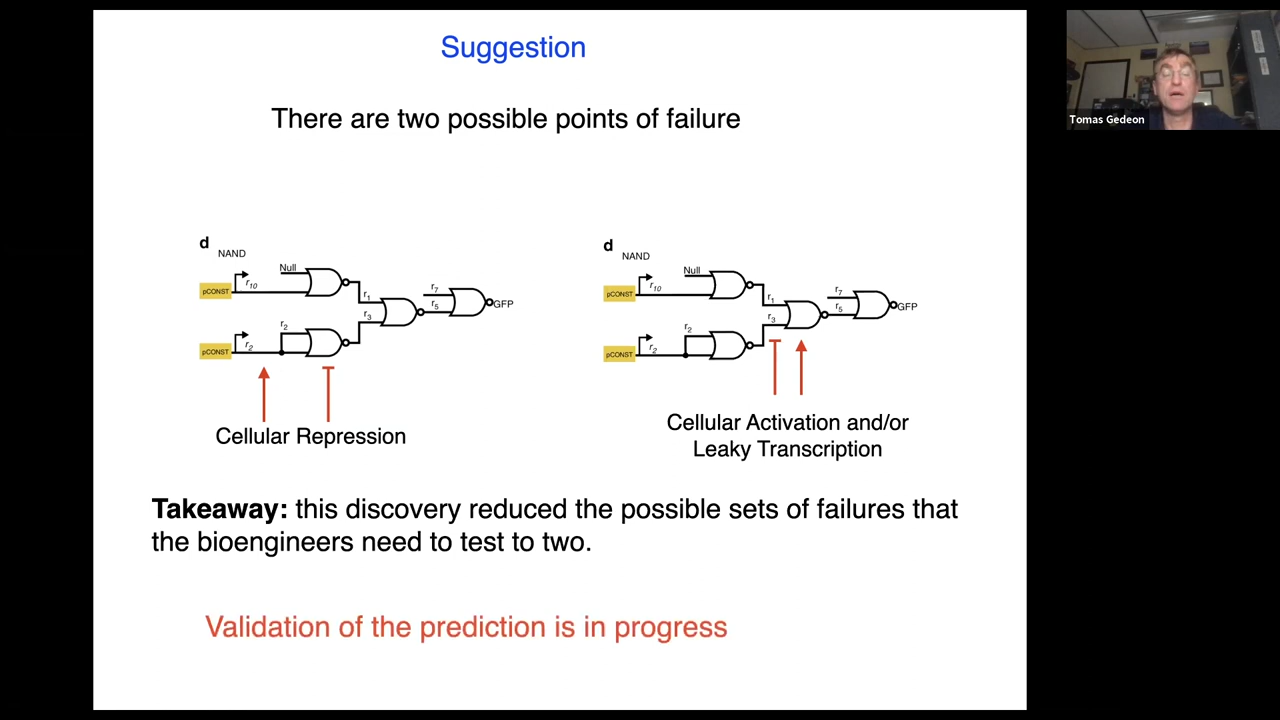 Suggestion
Tomas Gedeon
There are two possible points of failure
d
NAND
Null
pCONST
r10
r1
r7
r5
GFP
r3
r2
pCONST
r2
d
NAND
Null
pCONST
r10
r1
r7
r5
GFP
r3
r2
pCONST
r2
Cellular Repression
Cellular Activation and/or
Leaky Transcription
Takeaway: this discovery reduced the possible sets of failures that
the bioengineers need to test to two.
Validation of the prediction is in progress